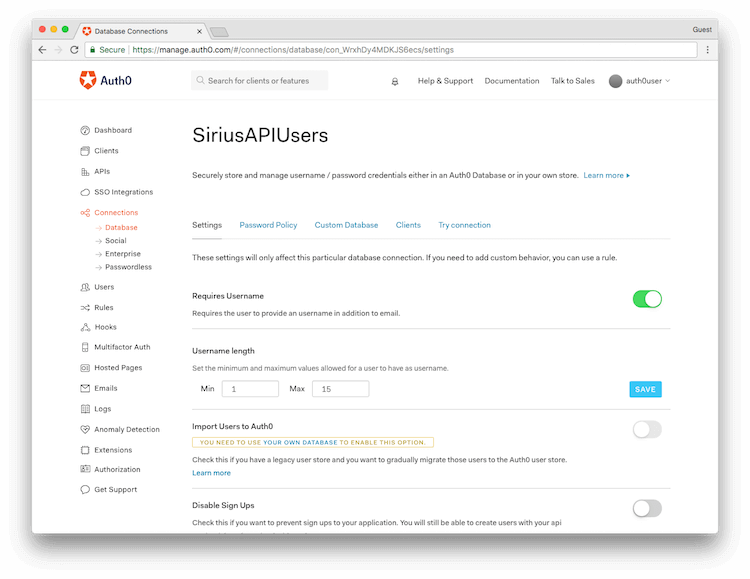 Database Connections
Guest
Secure https://manage.auth0.com/#/connections/database/con_WrxhDy4MDKJS6ecs/settings
Auth0
Search for clients or features
Help & Support
Documentation
Talk to Sales
auth0user
Dashboard
Clients
APIs
SSO Integrations
Connections
Database
Social
Enterprise
Passwordless
Users
Rules
Hooks
Multifactor Auth
Hosted Pages
Emails
Logs
Anomaly Detection
Extensions
Authorization
Get Support
SiriusAPIUsers
Securely store and manage username / password credentials either in an Auth0 Database or in your own store. Learn more
Settings
Password Policy
Custom Database
Clients
Try connection
These settings will only affect this particular database connection. If you need to add custom behavior, you can use a rule.
Requires Username
Requires the user to provide an username in addition to email.
Username length
Set the minimum and maximum values allowed for a user to have as username.
Min 1 Max 15
SAVE
Import Users to Auth0
YOU NEED TO USE YOUR OWN DATABASE TO ENABLE THIS OPTION.
Check this if you have a legacy user store and you want to gradually migrate those users to the Auth0 user store.
Learn more
Disable Sign Ups
Check this if you want to prevent sign ups to your application. You will still be able to create users with your api